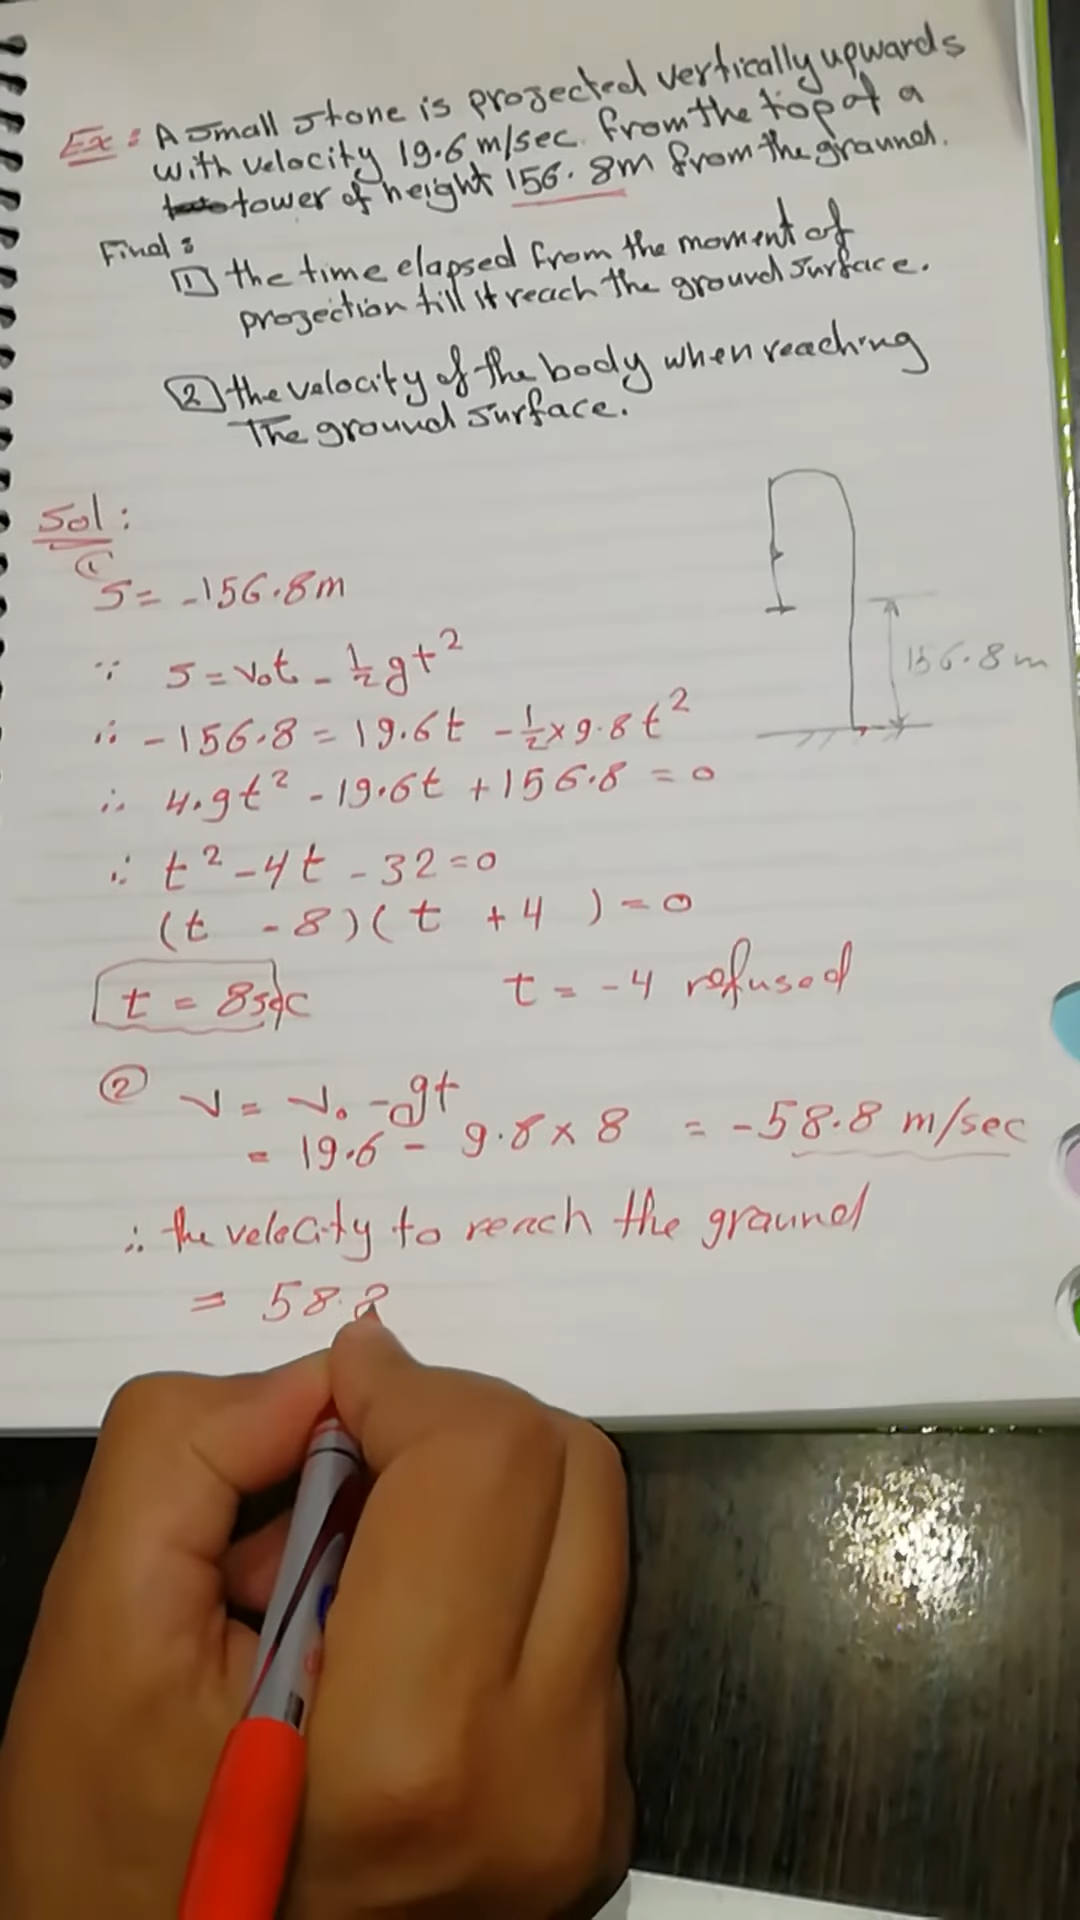 Ex: A small stone is projected vertically upwards
with velocity 19.6 m/sec. from the top of a
tower of height 156.8m from the ground.
Find:
1 the time elapsed from the moment of
projection till it reach the ground surface.
2 the velocity of the body when reaching
The ground surface.
Sol:
1
S = -156.8m
156.8m
∵ S = V₀t - ½gt²
∴ -156.8 = 19.6t - ½×9.8t²
∴ 4.9t² - 19.6t + 156.8 = 0
∴ t² - 4t - 32 = 0
(t - 8)(t + 4) = 0
t = 8sec t = -4 refused
② V = V₀ - gt
= 19.6 - 9.8 × 8 = -58.8 m/sec
∴ the velocity to reach the ground
= 58.8